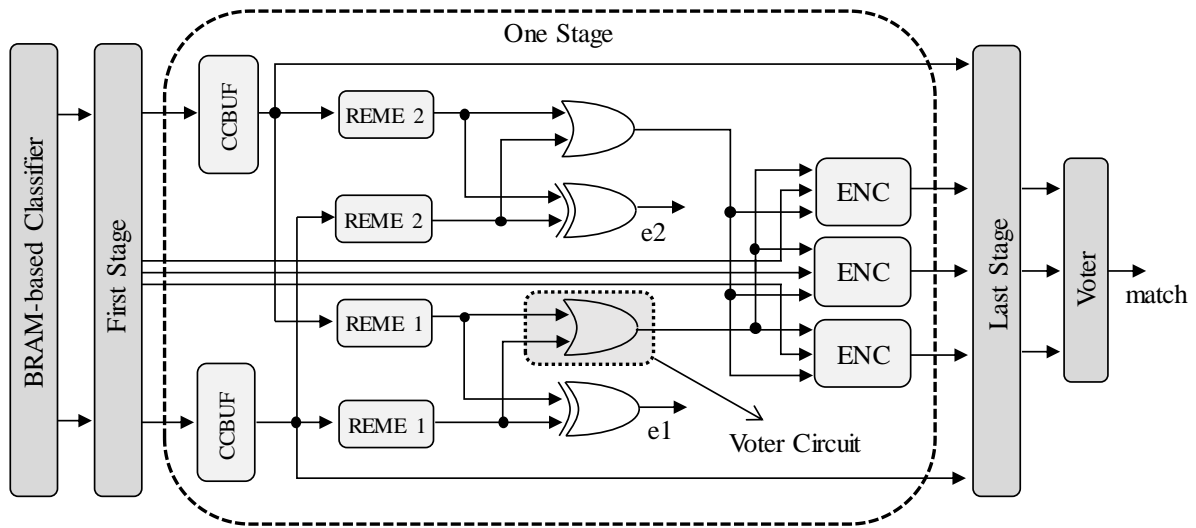 One Stage
BRAM-based Classifier
First Stage
CCBUF
REME 2
ENC
REME 2
e2
ENC
Last Stage
Voter
match
REME 1
ENC
CCBUF
REME 1
e1
Voter Circuit